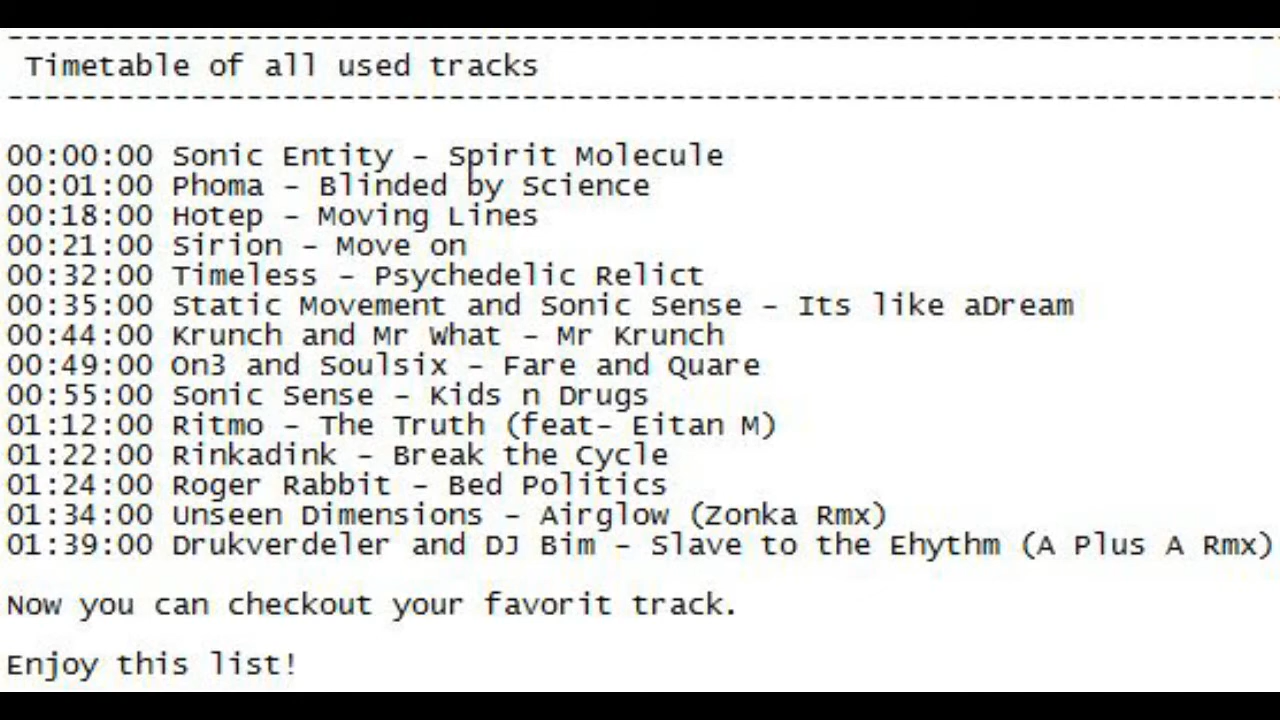 Timetable of all used tracks
00:00:00 Sonic Entity - Spirit Molecule
00:01:00 Phoma - Blinded by Science
00:18:00 Hotep - Moving Lines
00:21:00 Sirion - Move on
00:32:00 Timeless - Psychedelic Relict
00:35:00 Static Movement and Sonic Sense - Its like aDream
00:44:00 Krunch and Mr What - Mr Krunch
00:49:00 On3 and Soulsix - Fare and Quare
00:55:00 Sonic Sense - Kids n Drugs
01:12:00 Ritmo - The Truth (feat- Eitan M)
01:22:00 Rinkadink - Break the Cycle
01:24:00 Roger Rabbit - Bed Politics
01:34:00 Unseen Dimensions - Airglow (Zonka Rmx)
01:39:00 Drukverdeler and DJ Bim - Slave to the Ehythm (A Plus A Rmx)
Now you can checkout your favorit track.
Enjoy this list!